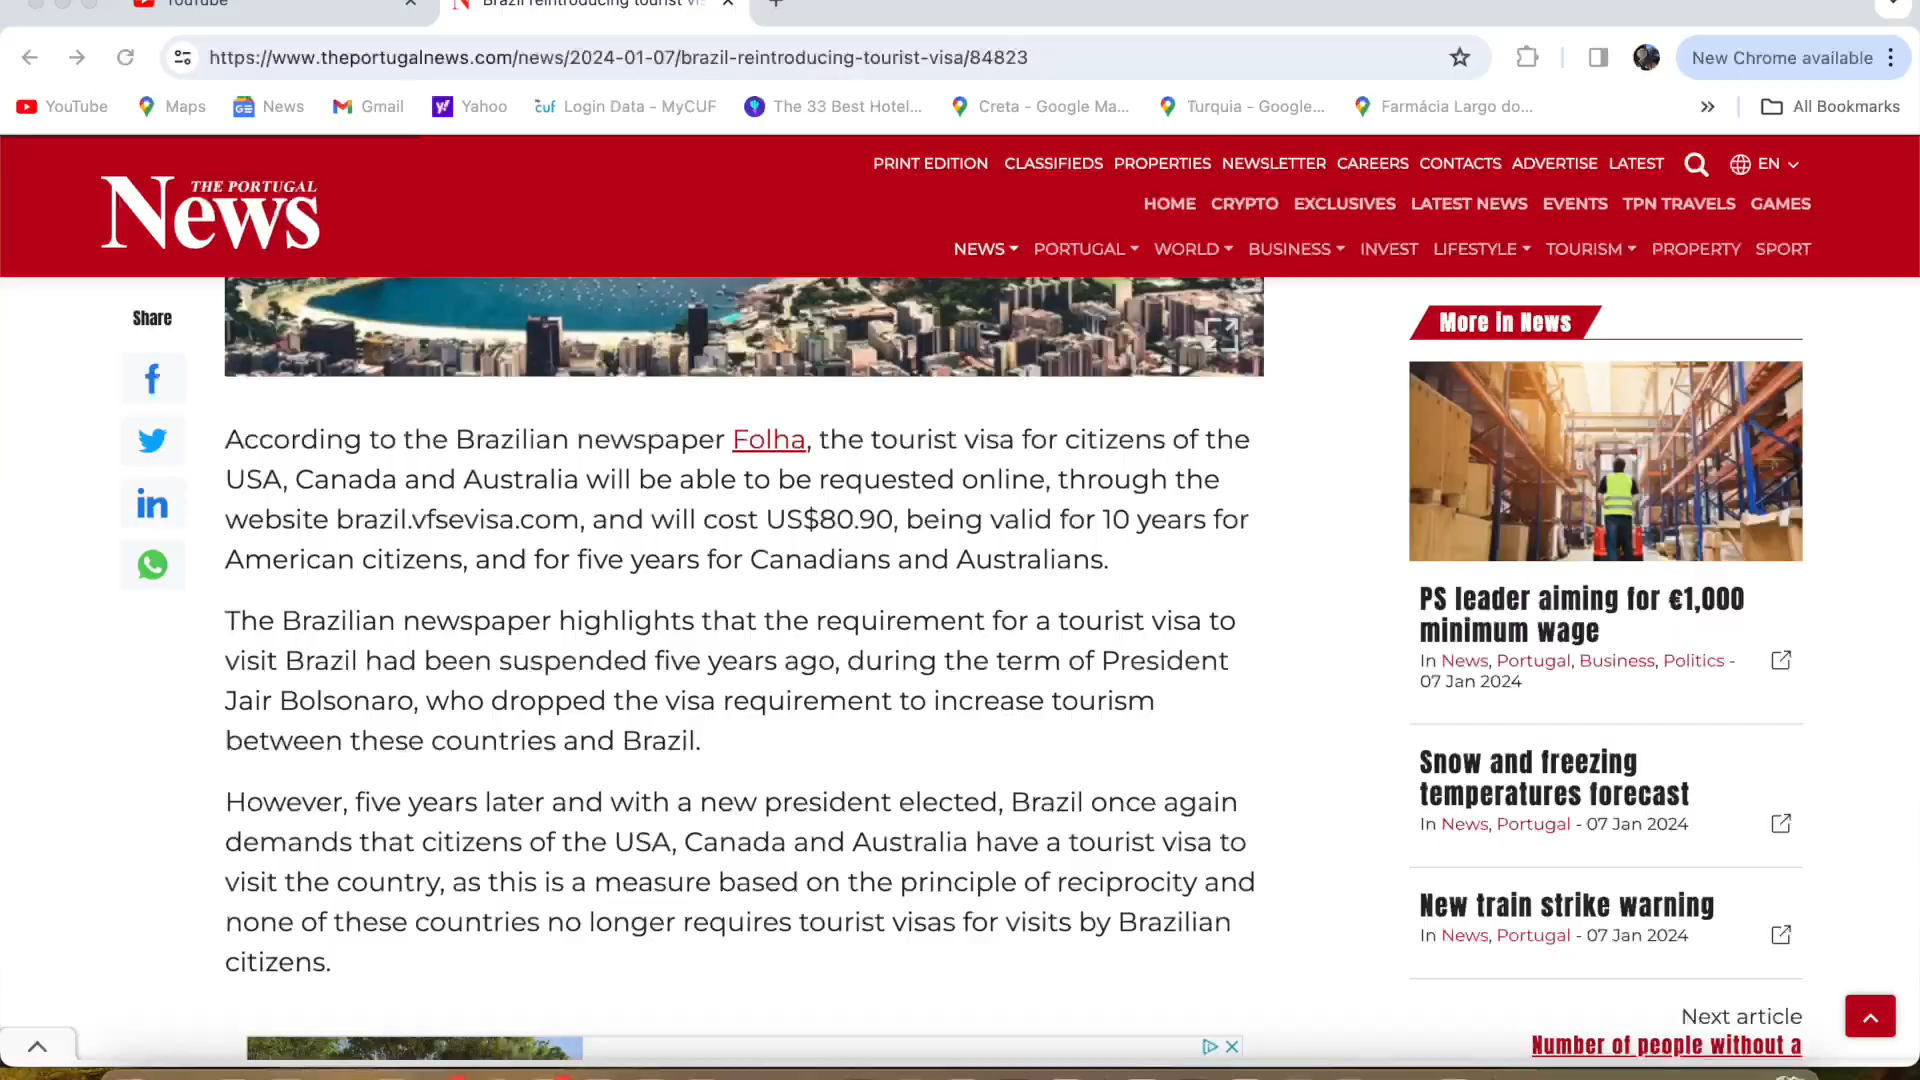 YouTube
Brazil reintroducing tourist vis
https://www.theportugalnews.com/news/2024-01-07/brazil-reintroducing-tourist-visa/84823
New Chrome available
YouTube Maps News Gmail Yahoo Login Data - MyCUF The 33 Best Hotel... Creta - Google Ma... Turquia - Google... Farmácia Largo do... All Bookmarks
PRINT EDITION CLASSIFIEDS PROPERTIES NEWSLETTER CAREERS CONTACTS ADVERTISE LATEST EN
THE PORTUGAL
News
HOME CRYPTO EXCLUSIVES LATEST NEWS EVENTS TPN TRAVELS GAMES
NEWS PORTUGAL WORLD BUSINESS INVEST LIFESTYLE TOURISM PROPERTY SPORT
Share
According to the Brazilian newspaper Folha, the tourist visa for citizens of the
USA, Canada and Australia will be able to be requested online, through the
website brazil.vfsevisa.com, and will cost US$80.90, being valid for 10 years for
American citizens, and for five years for Canadians and Australians.
The Brazilian newspaper highlights that the requirement for a tourist visa to
visit Brazil had been suspended five years ago, during the term of President
Jair Bolsonaro, who dropped the visa requirement to increase tourism
between these countries and Brazil.
However, five years later and with a new president elected, Brazil once again
demands that citizens of the USA, Canada and Australia have a tourist visa to
visit the country, as this is a measure based on the principle of reciprocity and
none of these countries no longer requires tourist visas for visits by Brazilian
citizens.
More in News
PS leader aiming for €1,000
minimum wage
In News, Portugal, Business, Politics -
07 Jan 2024
Snow and freezing
temperatures forecast
In News, Portugal - 07 Jan 2024
New train strike warning
In News, Portugal - 07 Jan 2024
Next article
Number of people without a